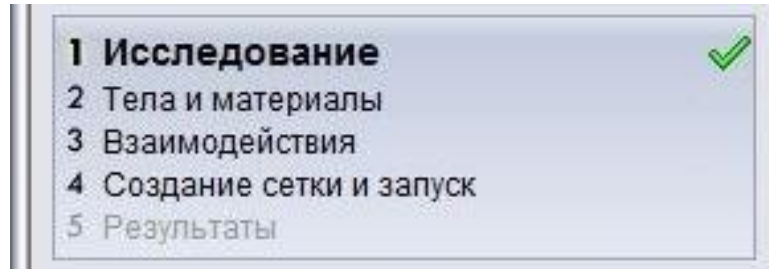 1 Исследование
2 Тела и материалы
3 Взаимодействия
4 Создание сетки и запуск
5 Результаты